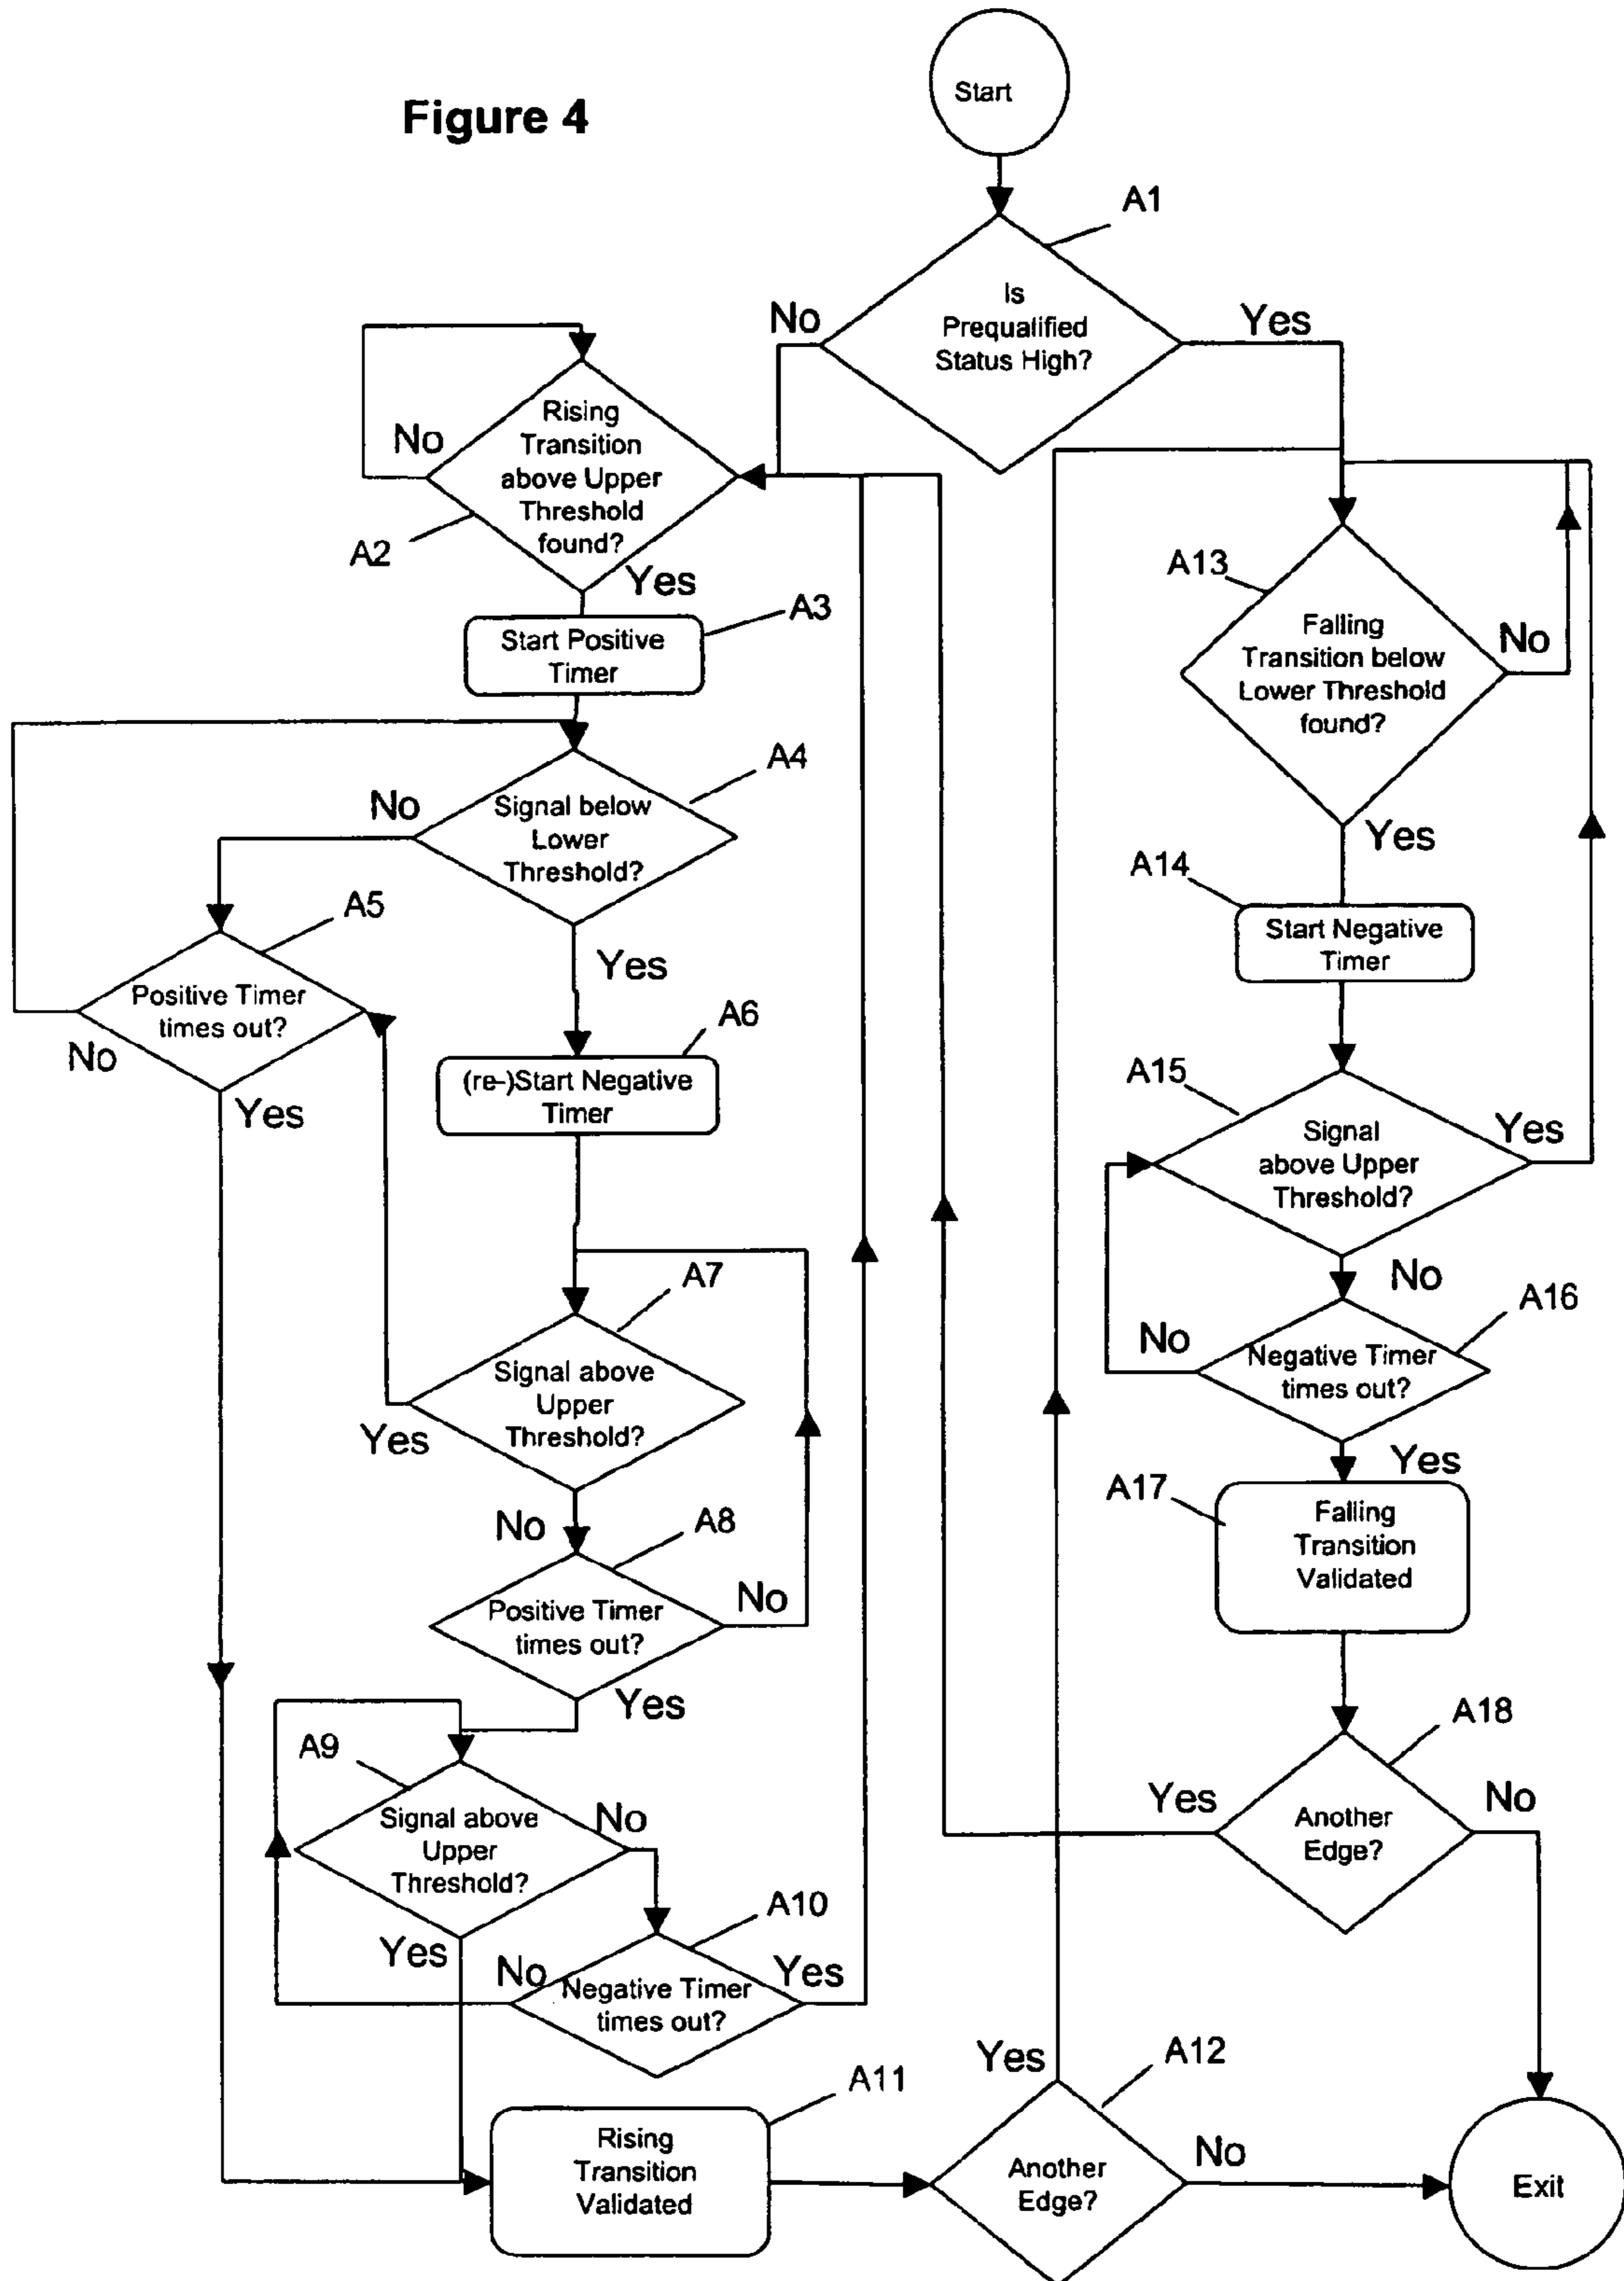 Figure 4
Start
A1
Is
Prequalified
Status High?
No
Yes
Rising
Transition
above Upper
Threshold
found?
No
A2
Yes
Start Positive
Timer
A3
Signal below
Lower
Threshold?
A4
No
Yes
Positive Timer
times out?
A5
No
Yes
(re-)Start Negative
Timer
A6
Signal above
Upper
Threshold?
A7
Yes
No
Positive Timer
times out?
A8
No
Yes
Signal above
Upper
Threshold?
A9
No
Yes
Negative Timer
times out?
A10
No
Yes
Rising
Transition
Validated
A11
Another
Edge?
A12
Yes
No
A13
Falling
Transition below
Lower Threshold
found?
No
Yes
A14
Start Negative
Timer
A15
Signal
above Upper
Threshold?
Yes
No
A16
Negative Timer
times out?
No
Yes
A17
Falling
Transition
Validated
A18
Another
Edge?
Yes
No
Exit